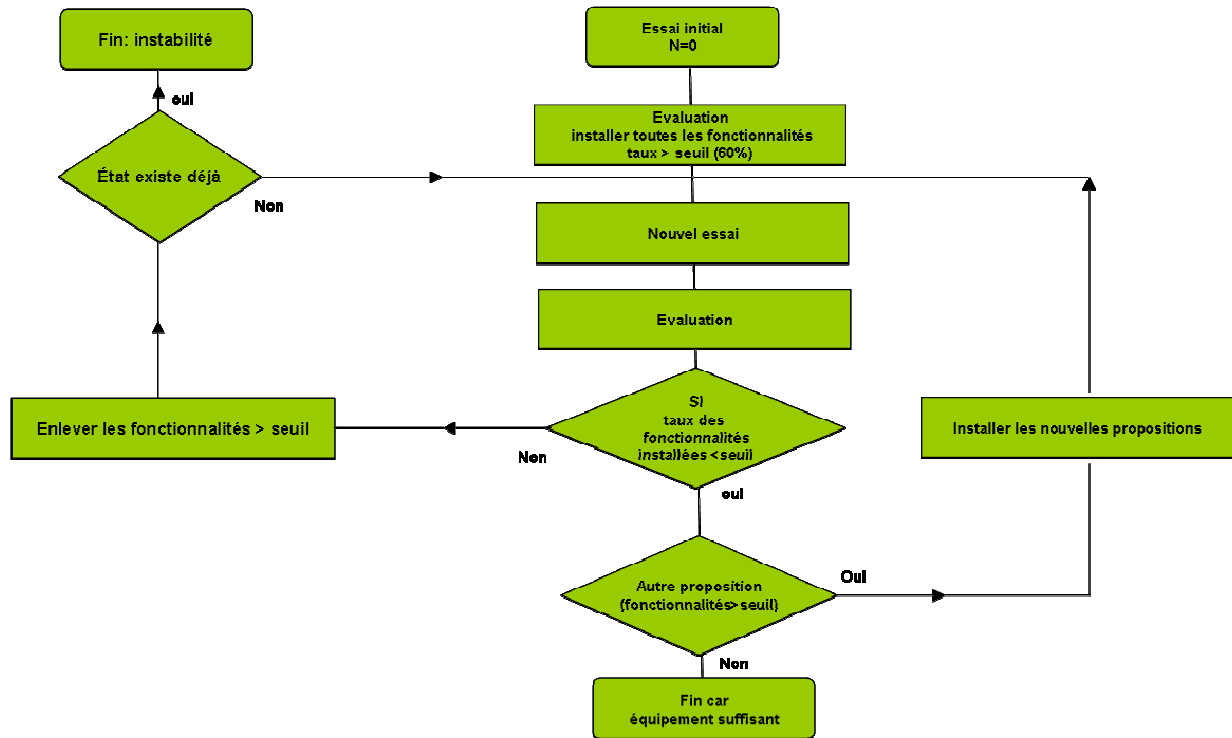 Fin: instabilité
Essai initial
N=0
oui
Evaluation
installer toutes les fonctionnalités
taux > seuil (60%)
État existe déjà
Non
Nouvel essai
Evaluation
Enlever les fonctionnalités > seuil
SI
taux des
fonctionnalités
installées <seuil
Installer les nouvelles propositions
Non
oui
Autre proposition
(fonctionnalités>seuil)
Oui
Non
Fin car
équipement suffisant